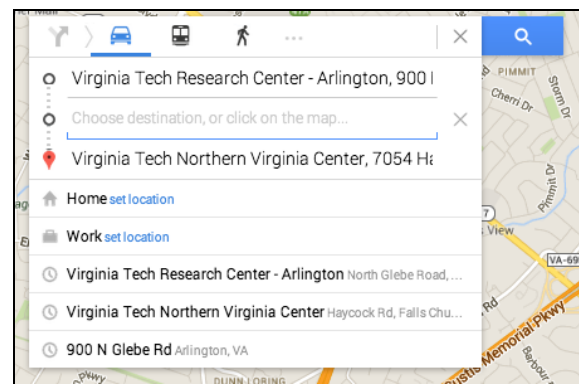 Virginia Tech Research Center - Arlington, 900
Choose destination, or click on the map...
Virginia Tech Northern Virginia Center, 7054 Ha
Home set location
Work set location
Virginia Tech Research Center - Arlington North Glebe Road, ...
Virginia Tech Northern Virginia Center Haycock Rd, Falls Chu...
900 N Glebe Rd Arlington, VA
PIMMIT
Cherri Dr
Storm Dr
Pimmit Dr
7
View
VA-69
Rd
Custis Memorial Pkwy
Barbour
Pkwy
DUNN LORING